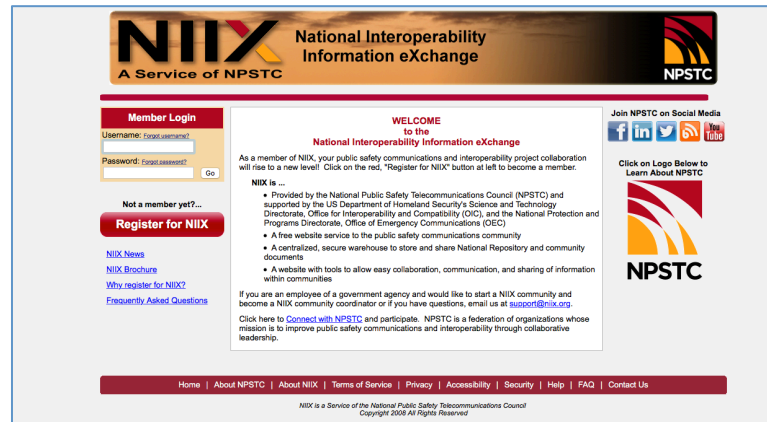 NIIX
A Service of NPSTC
National Interoperability
Information eXchange
NPSTC
Member Login
Username: Forgot username?
Password: Forgot password?
Go
Not a member yet?...
Register for NIIX
NIIX News
NIIX Brochure
Why register for NIIX?
Frequently Asked Questions
WELCOME
to the
National Interoperability Information eXchange
As a member of NIIX, your public safety communications and interoperability project collaboration
will rise to a new level!  Click on the red, "Register for NIIX" button at left to become a member.
NIIX is ...
• Provided by the National Public Safety Telecommunications Council (NPSTC) and
supported by the US Department of Homeland Security's Science and Technology
Directorate, Office for Interoperability and Compatibility (OIC), and the National Protection and
Programs Directorate, Office of Emergency Communications (OEC)
• A free website service to the public safety communications community
• A centralized, secure warehouse to store and share National Repository and community
documents
• A website with tools to allow easy collaboration, communication, and sharing of information
within communities
If you are an employee of a government agency and would like to start a NIIX community and
become a NIIX community coordinator or if you have questions, email us at support@niix.org.
Click here to Connect with NPSTC and participate.  NPSTC is a federation of organizations whose
mission is to improve public safety communications and interoperability through collaborative
leadership.
Join NPSTC on Social Media
f in You Tube
Click on Logo Below to
Learn About NPSTC
NPSTC
Home | About NPSTC | About NIIX | Terms of Service | Privacy | Accessibility | Security | Help | FAQ | Contact Us
NIIX is a Service of the National Public Safety Telecommunications Council
Copyright 2008 All Rights Reserved